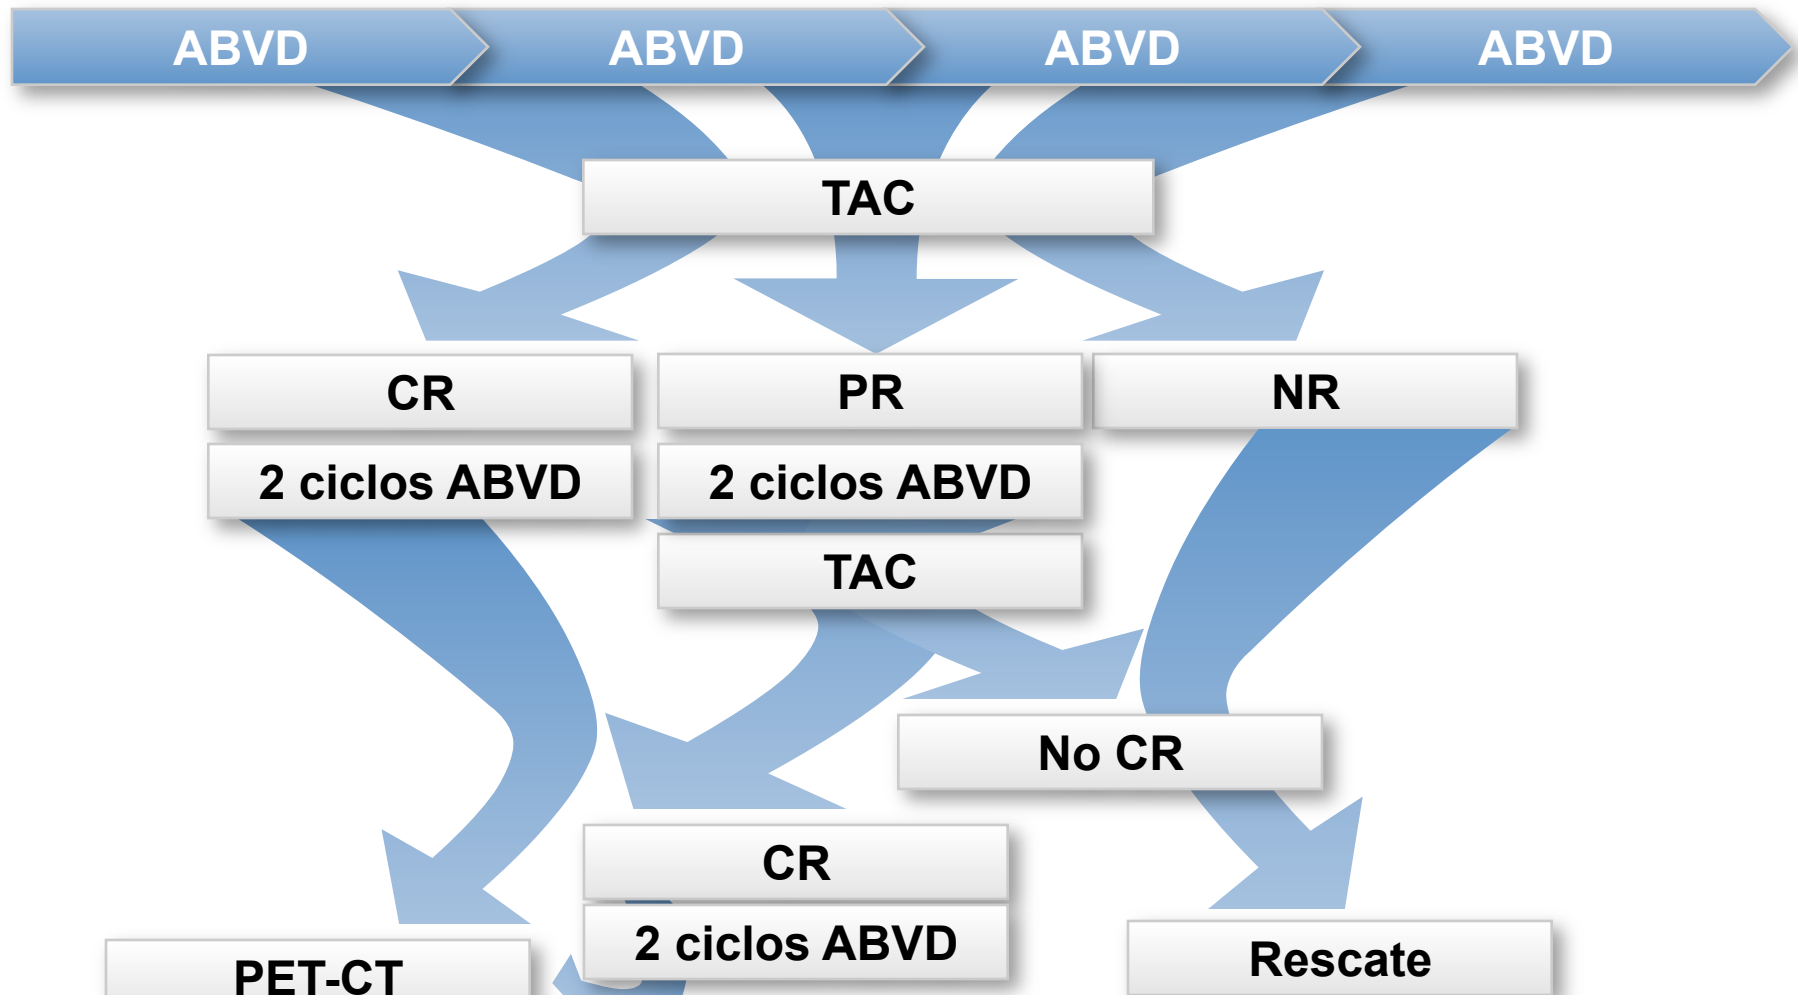 ABVD ABVD ABVD ABVD
TAC
CR PR NR
2 ciclos ABVD 2 ciclos ABVD
TAC
No CR
CR
2 ciclos ABVD
Rescate
PET-CT